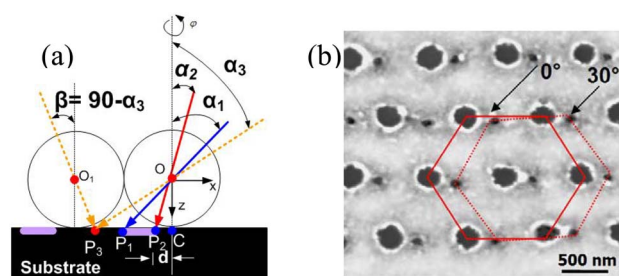 (a)
φ
α₂
α₃
α₁
β= 90-α₃
O₁
O
x
z
P₃
P₁
P₂
C
d
Substrate
(b)
0°
30°
500 nm